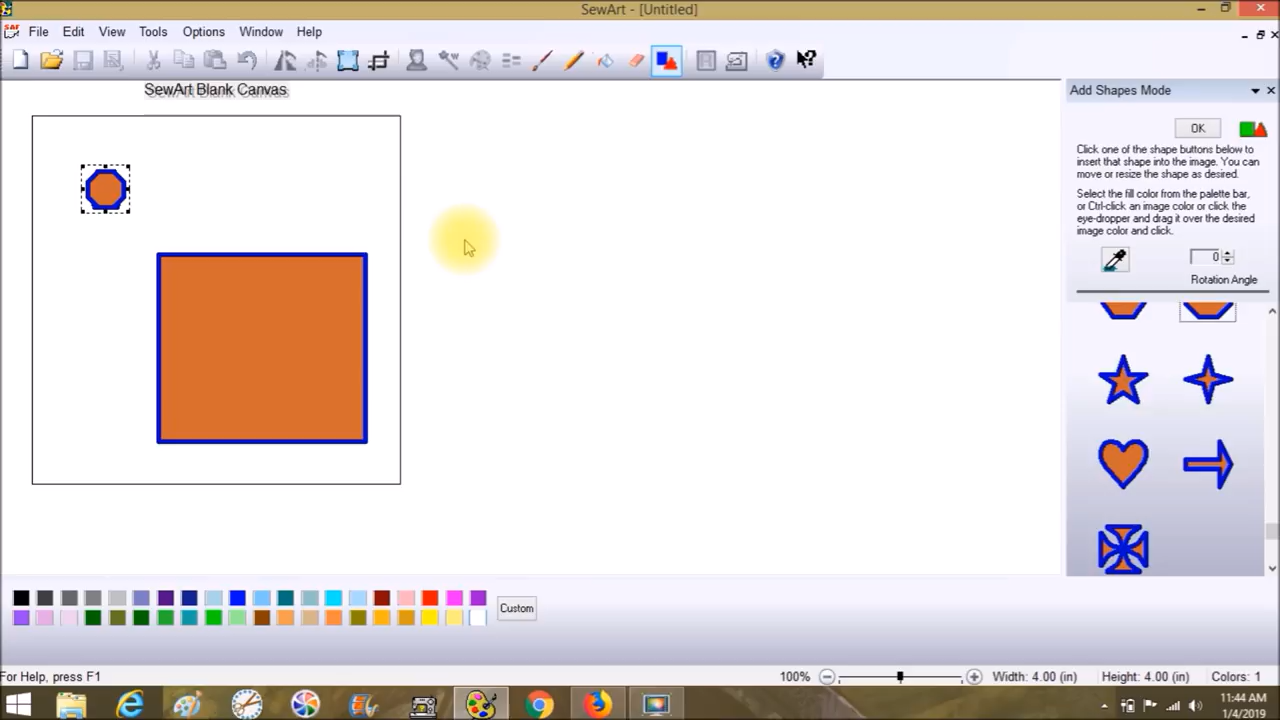 SewArt - [Untitled]
File Edit View Tools Options Window Help
SewArt Blank Canvas
Add Shapes Mode
OK
Click one of the shape buttons below to
insert that shape into the image. You can
move or resize the shape as desired.
Select the fill color from the palette bar,
or Ctrl-click an image color or click the
eye-dropper and drag it over the desired
image color and click.
0
Rotation Angle
Custom
For Help, press F1
100%
Width: 4.00 (in)
Height: 4.00 (in)
Colors: 1
11:44 AM
1/4/2019